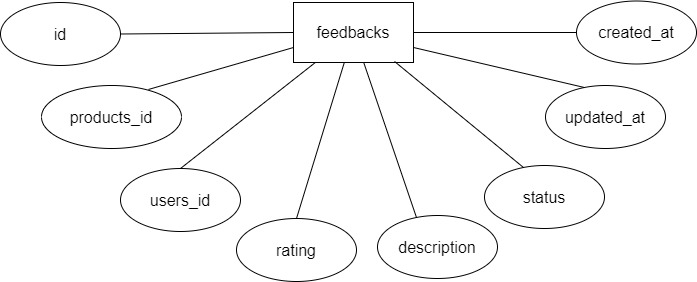 id
feedbacks
created_at
products_id
updated_at
users_id
status
rating
description